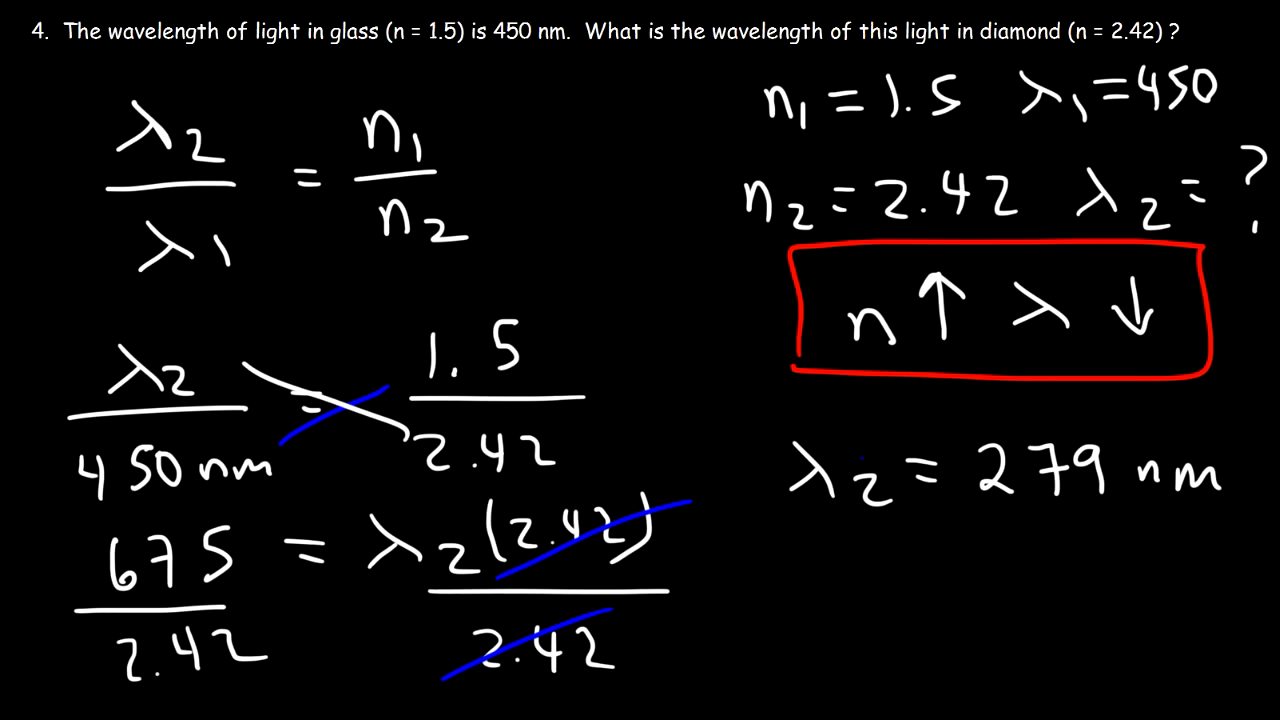 4. The wavelength of light in glass (n = 1.5) is 450 nm. What is the wavelength of this light in diamond (n = 2.42) ?
λ₂ / λ₁ = n₁ / n₂
n₁ = 1.5 λ₁ = 450
n₂ = 2.42 λ₂ = ?
n ↑ λ ↓
λ₂ / 450 nm = 1.5 / 2.42
675 / 2.42 = λ₂ (2.42) / 2.42
λ₂ = 279 nm